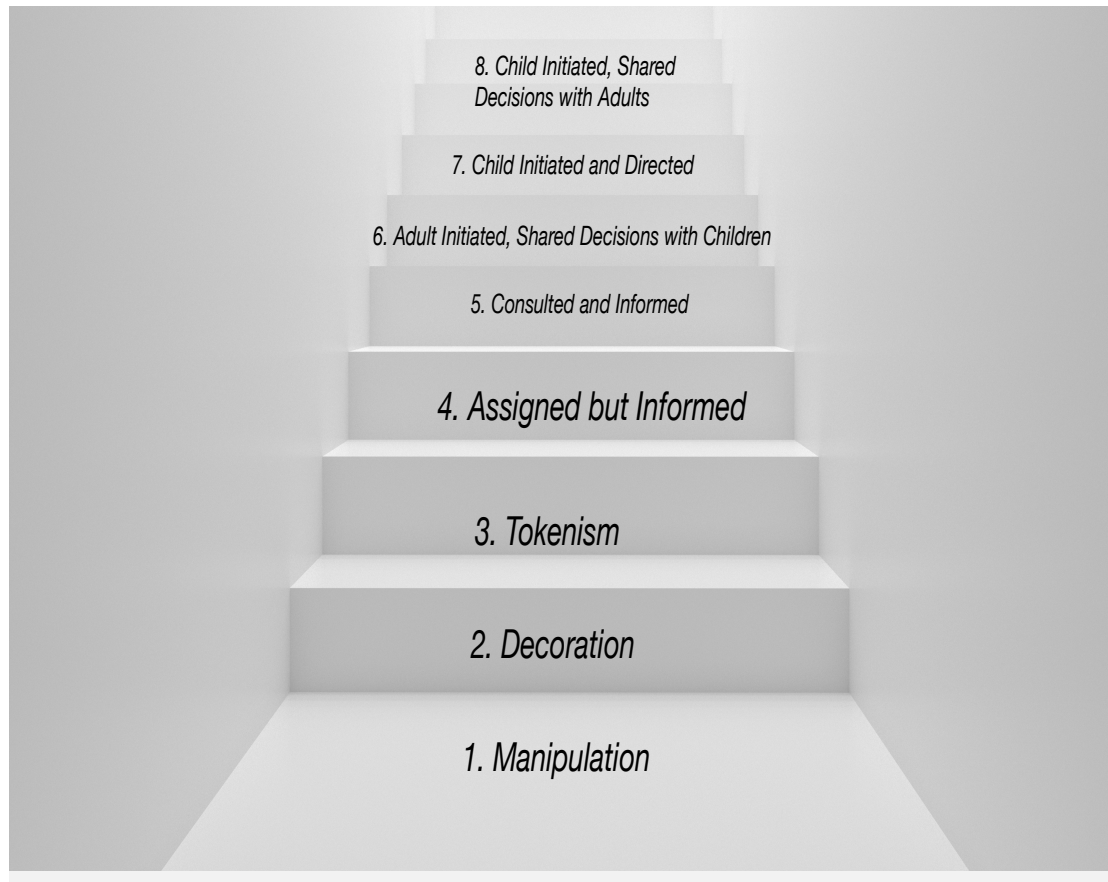 8. Child Initiated, Shared
Decisions with Adults
7. Child Initiated and Directed
6. Adult Initiated, Shared Decisions with Children
5. Consulted and Informed
4. Assigned but Informed
3. Tokenism
2. Decoration
1. Manipulation